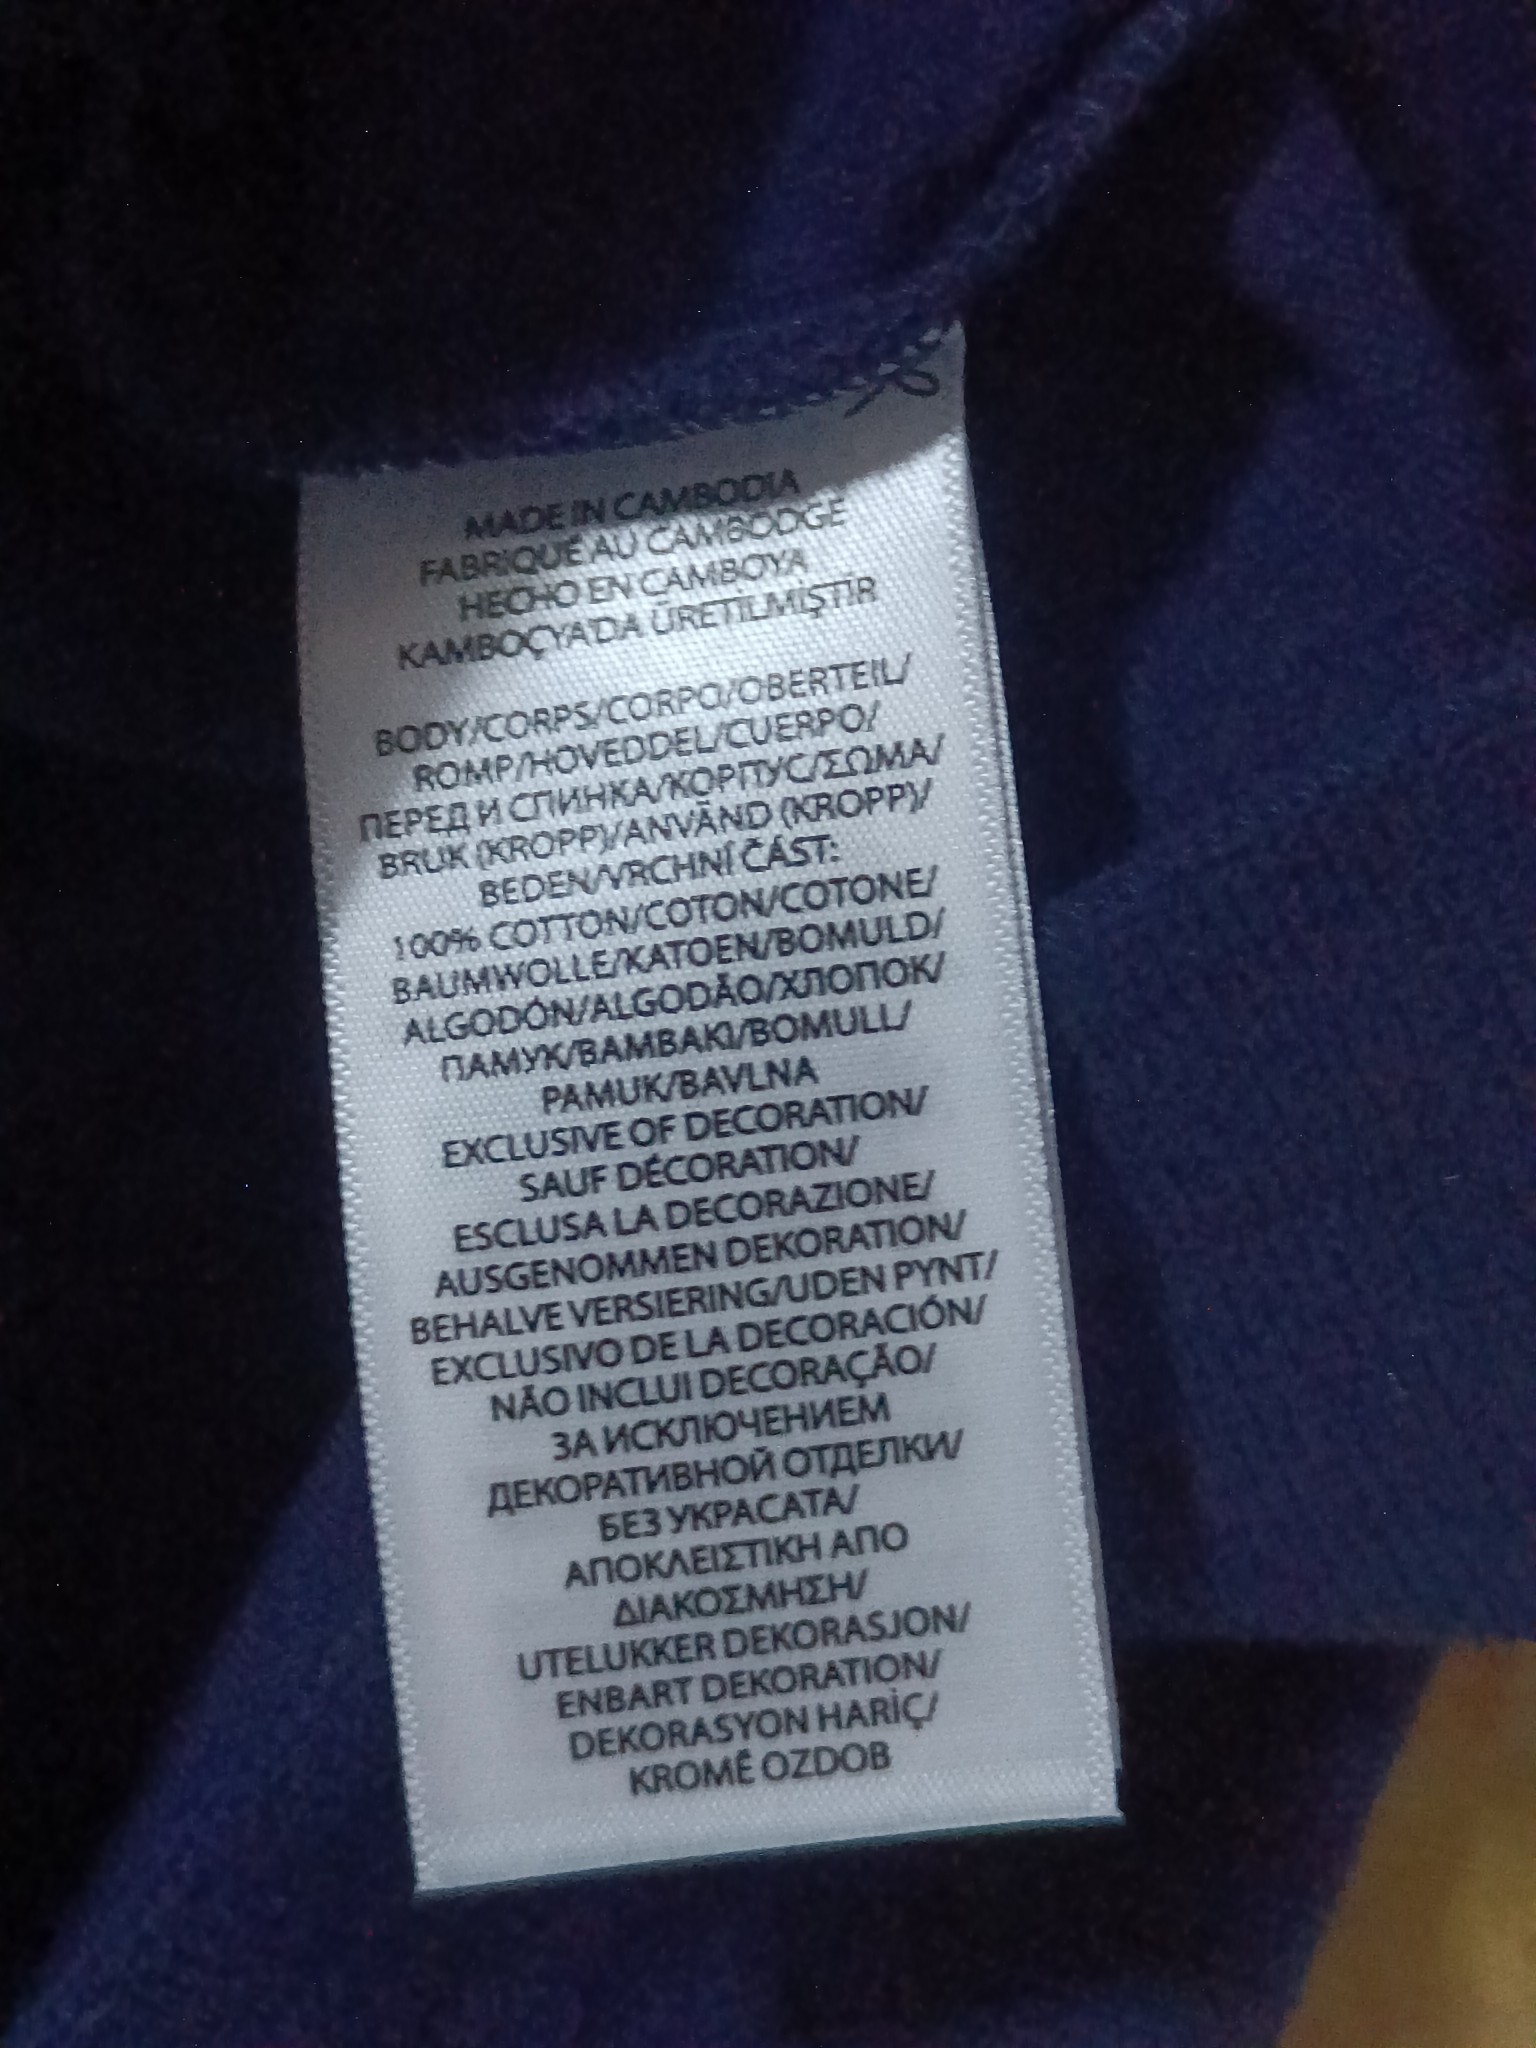 MADE IN CAMBODIA
FABRIQUÉ AU CAMBODGE
HECHO EN CAMBOYA
KAMBOÇYA'DA ÜRETILMİŞTİR
BODY/CORPS/CORPO/OBERTEIL/
ROMP/HOVEDDEL/CUERPO/
ПЕРЕД И СПИНКА/КОРПУС/ΣΩΜΑ/
BRUK (KROPP)/ANVÄND (KROPP)/
BEDEN/VRCHNÍ ČÁST:
100% COTTON/COTON/COTONE/
BAUMWOLLE/KATOEN/BOMULD/
ALGODÓN/ALGODÃO/ХЛОПОК/
ПАМУК/ΒΑΜΒΑΚΙ/BOMULL/
PAMUK/BAVLNA
EXCLUSIVE OF DECORATION/
SAUF DÉCORATION/
ESCLUSA LA DECORAZIONE/
AUSGENOMMEN DEKORATION/
BEHALVE VERSIERING/UDEN PYNT/
EXCLUSIVO DE LA DECORACIÓN/
NÃO INCLUI DECORAÇÃO/
ЗА ИСКЛЮЧЕНИЕМ
ДЕКОРАТИВНОЙ ОТДЕЛКИ/
БЕЗ УКРАСАТА/
ΑΠΟΚΛΕΙΣΤΙΚΗ ΑΠΟ
ΔΙΑΚΟΣΜΗΣΗ/
UTELUKKER DEKORASJON/
ENBART DEKORATION/
DEKORASYON HARİÇ/
KROMĚ OZDOB